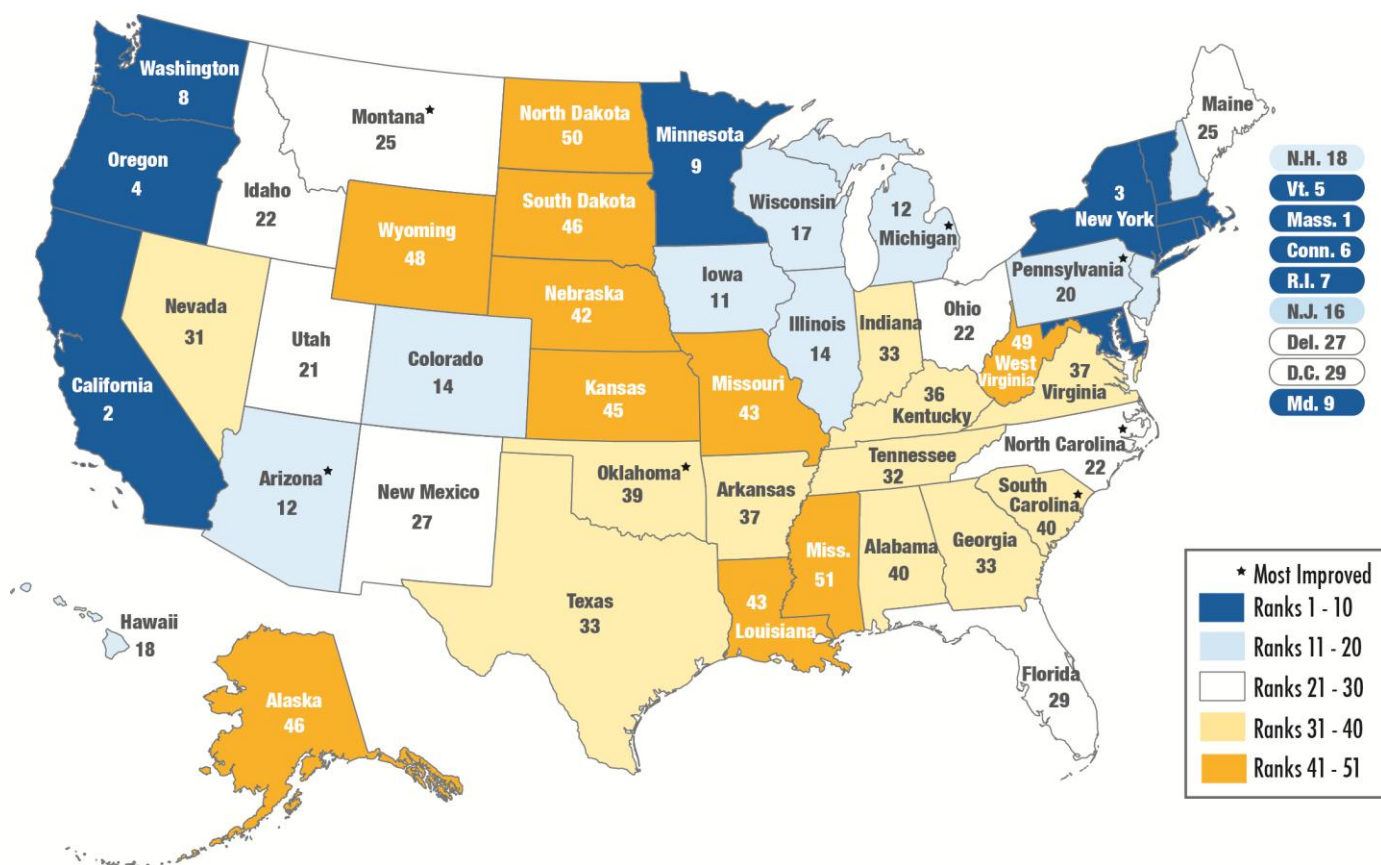 Washington
8
Oregon
4
California
2
Nevada
31
Idaho
22
Montana
25
Wyoming
48
Utah
21
Colorado
14
Arizona
12
New Mexico
27
North Dakota
50
South Dakota
46
Nebraska
42
Kansas
45
Oklahoma
39
Texas
33
Minnesota
9
Iowa
11
Missouri
43
Arkansas
37
43
Louisiana
Wisconsin
17
Illinois
14
12
Michigan
Indiana
33
Ohio
22
36
Kentucky
Tennessee
32
Miss.
51
Alabama
40
Georgia
33
Florida
29
South
Carolina
40
North Carolina
22
37
Virginia
49
West
Virginia
Pennsylvania
20
3
New York
Maine
25
N.H. 18
Vt. 5
Mass. 1
Conn. 6
R.I. 7
N.J. 16
Del. 27
D.C. 29
Md. 9
Hawaii
18
Alaska
46
★ Most Improved
Ranks 1 - 10
Ranks 11 - 20
Ranks 21 - 30
Ranks 31 - 40
Ranks 41 - 51